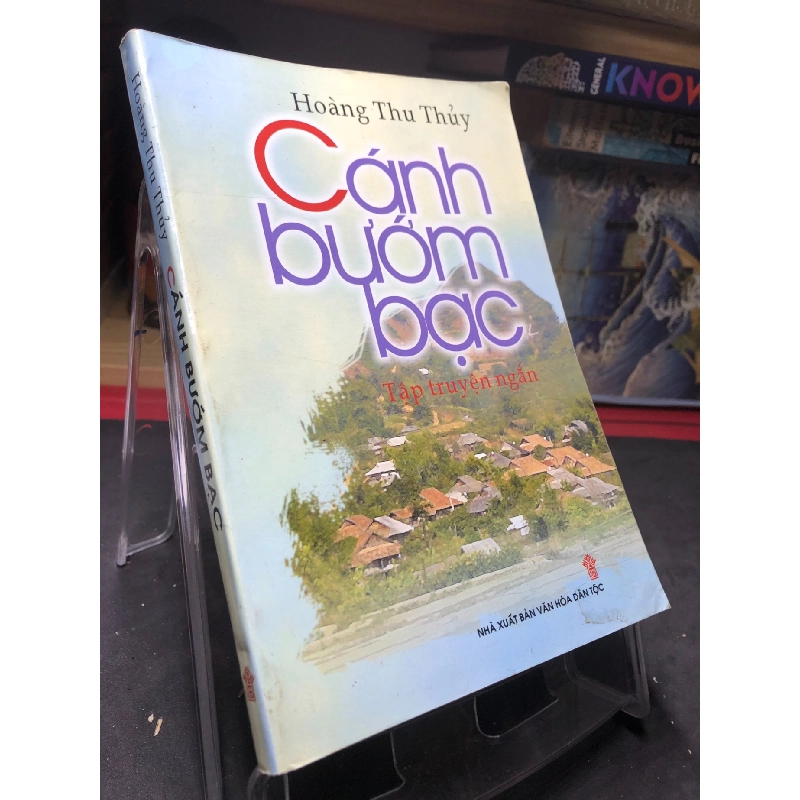 Hoàng Thu Thủy
Cánh
bướm
bạc
Tập truyện ngắn
NHÀ XUẤT BẢN VĂN HÓA DÂN TỘC
Hoàng Thu Thủy
CÁNH BƯỚM BẠC
GENERAL
KNOW